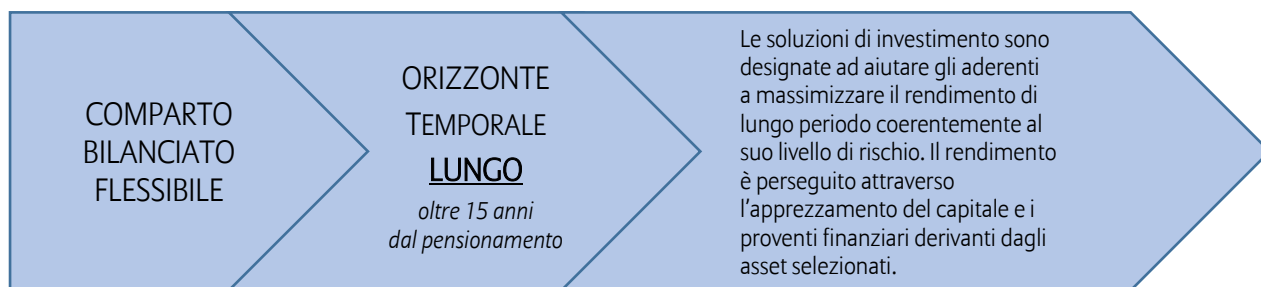 COMPARTO
BILANCIATO
FLESSIBILE
ORIZZONTE
TEMPORALE
LUNGO
oltre 15 anni
dal pensionamento
Le soluzioni di investimento sono
designate ad aiutare gli aderenti
a massimizzare il rendimento di
lungo periodo coerentemente al
suo livello di rischio. Il rendimento
è perseguito attraverso
l'apprezzamento del capitale e i
proventi finanziari derivanti dagli
asset selezionati.